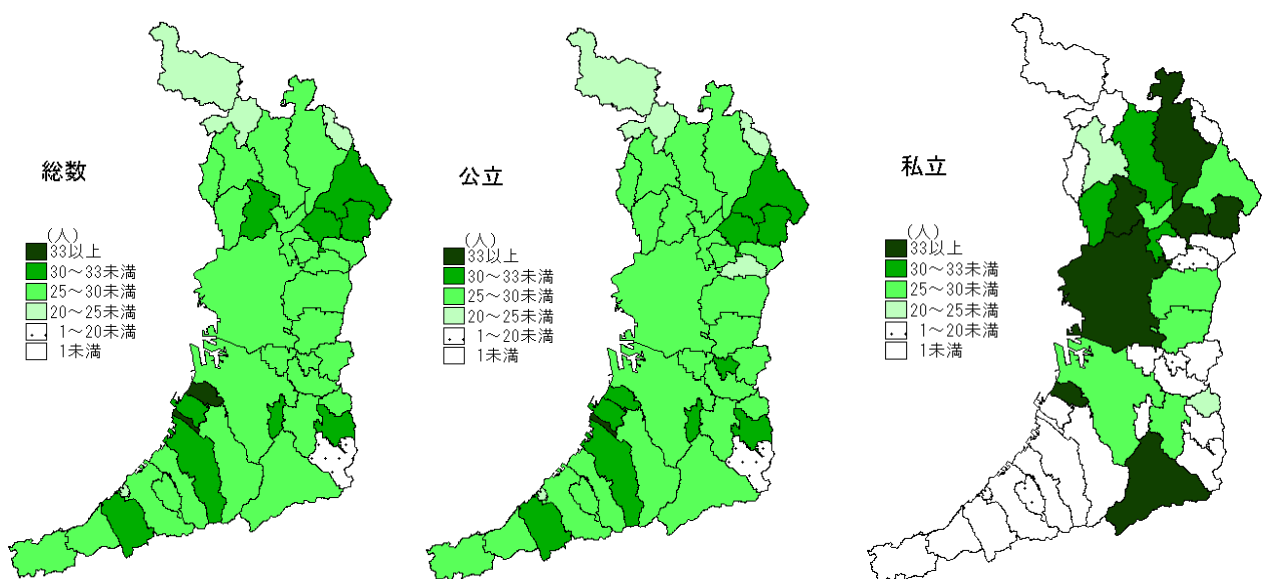 総数
(人)
33以上
30～33未満
25～30未満
20～25未満
1～20未満
1未満
公立
(人)
33以上
30～33未満
25～30未満
20～25未満
1～20未満
1未満
私立
(人)
33以上
30～33未満
25～30未満
20～25未満
1～20未満
1未満